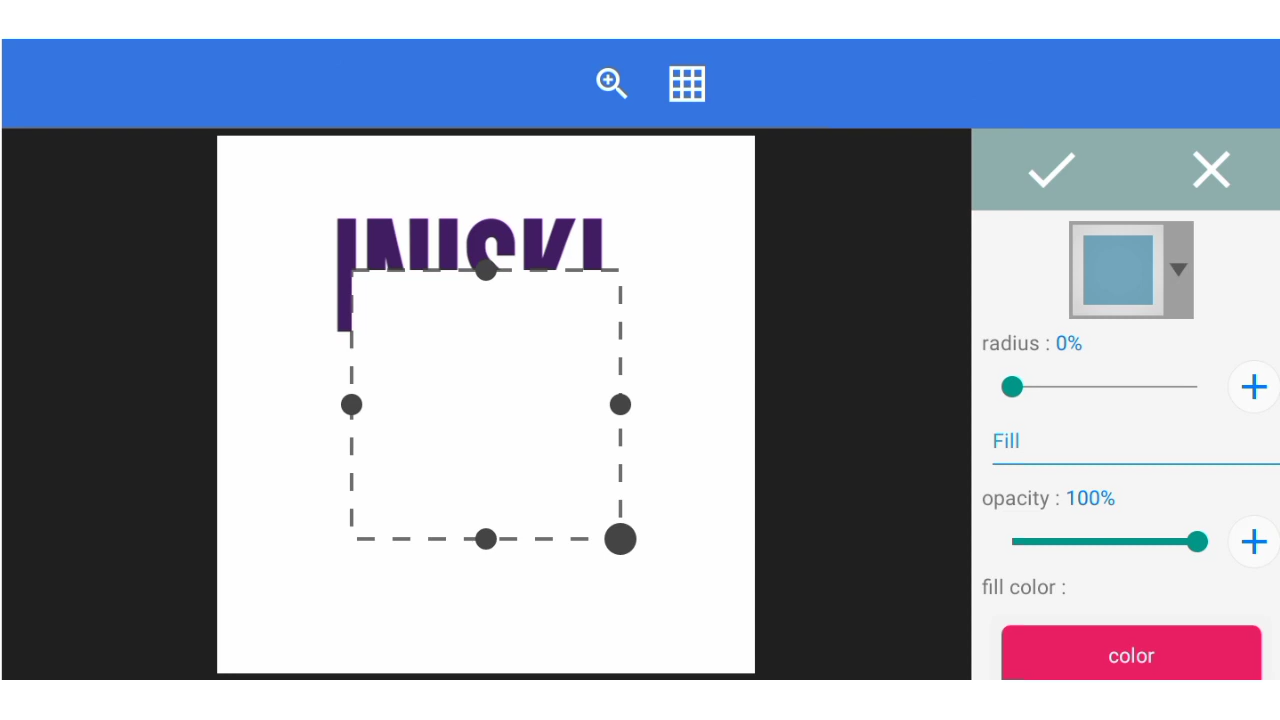 radius : 0%
Fill
opacity : 100%
fill color :
color